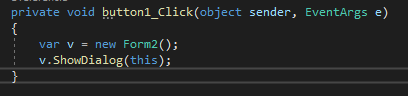 private void button1_Click(object sender, EventArgs e)
{
var v = new Form2();
v.ShowDialog(this);
}